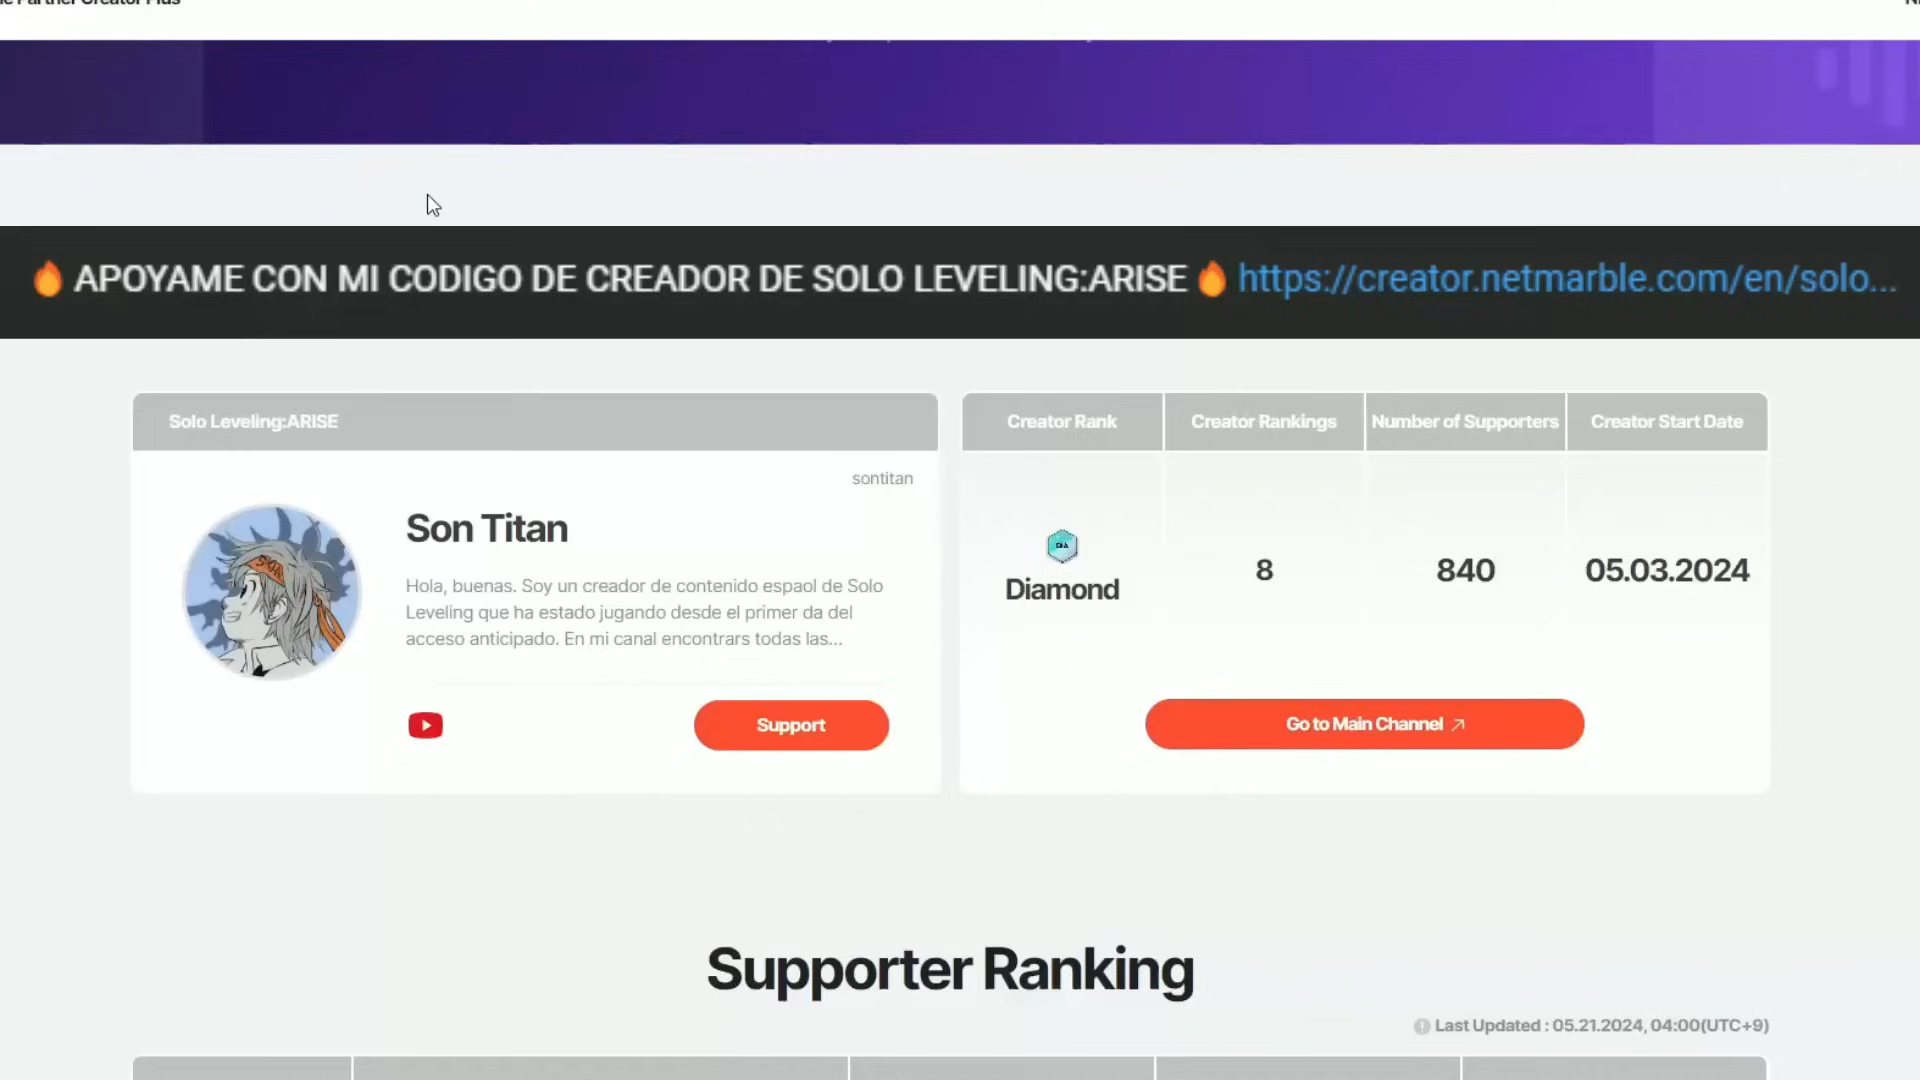 Partner Creator Plus
🔥 APOYAME CON MI CODIGO DE CREADOR DE SOLO LEVELING:ARISE 🔥 https://creator.netmarble.com/en/solo...
Solo Leveling:ARISE
sontitan
Son Titan
Hola, buenas. Soy un creador de contenido espaol de Solo
Leveling que ha estado jugando desde el primer da del
acceso anticipado. En mi canal encontrars todas las...
Support
Creator Rank
Creator Rankings
Number of Supporters
Creator Start Date
DIA
Diamond
8
840
05.03.2024
Go to Main Channel
Supporter Ranking
Last Updated : 05.21.2024, 04:00(UTC+9)